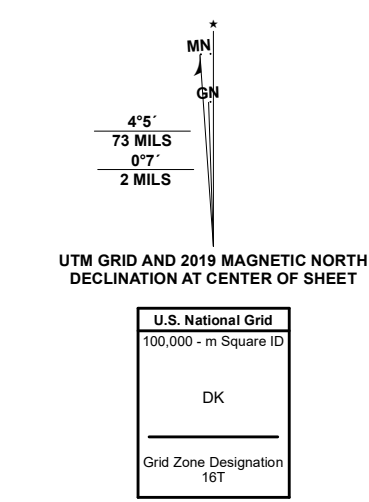 MN
GN
4°5´
73 MILS
0°7´
2 MILS
UTM GRID AND 2019 MAGNETIC NORTH
DECLINATION AT CENTER OF SHEET
U.S. National Grid
100,000 - m Square ID
DK
Grid Zone Designation
16T